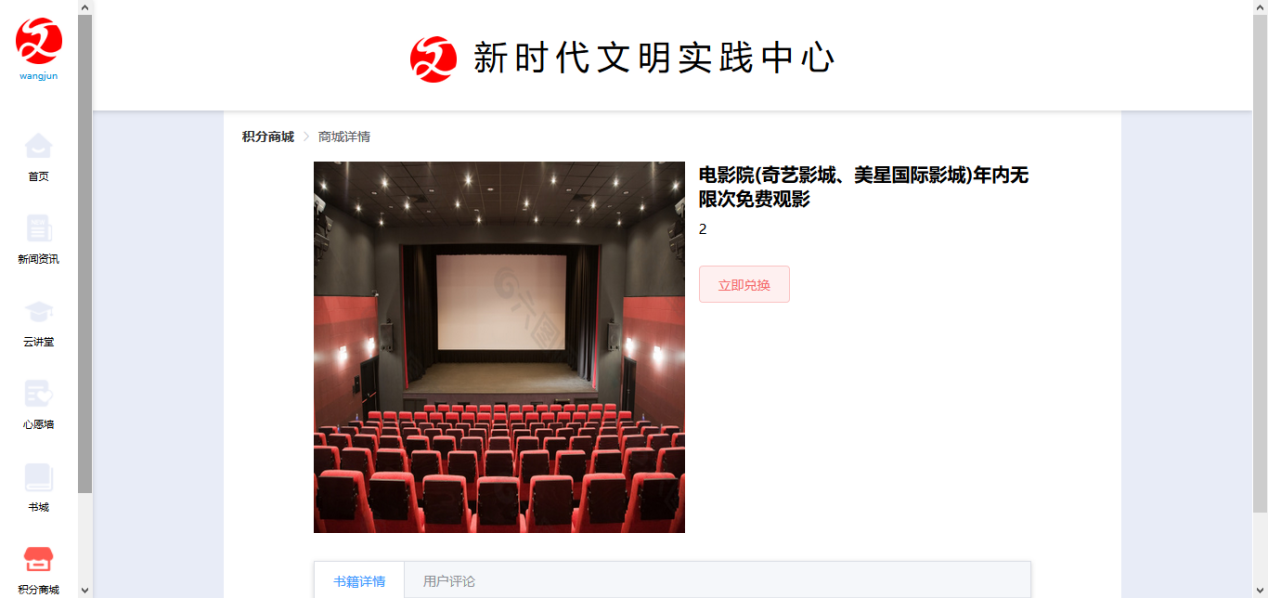 wangjun
首页
新闻资讯
云讲堂
心愿墙
书城
积分商城
新时代文明实践中心
积分商城
商城详情
电影院(奇艺影城、美星国际影城)年内无
限次免费观影
2
立即兑换
六图
书籍详情
用户评论